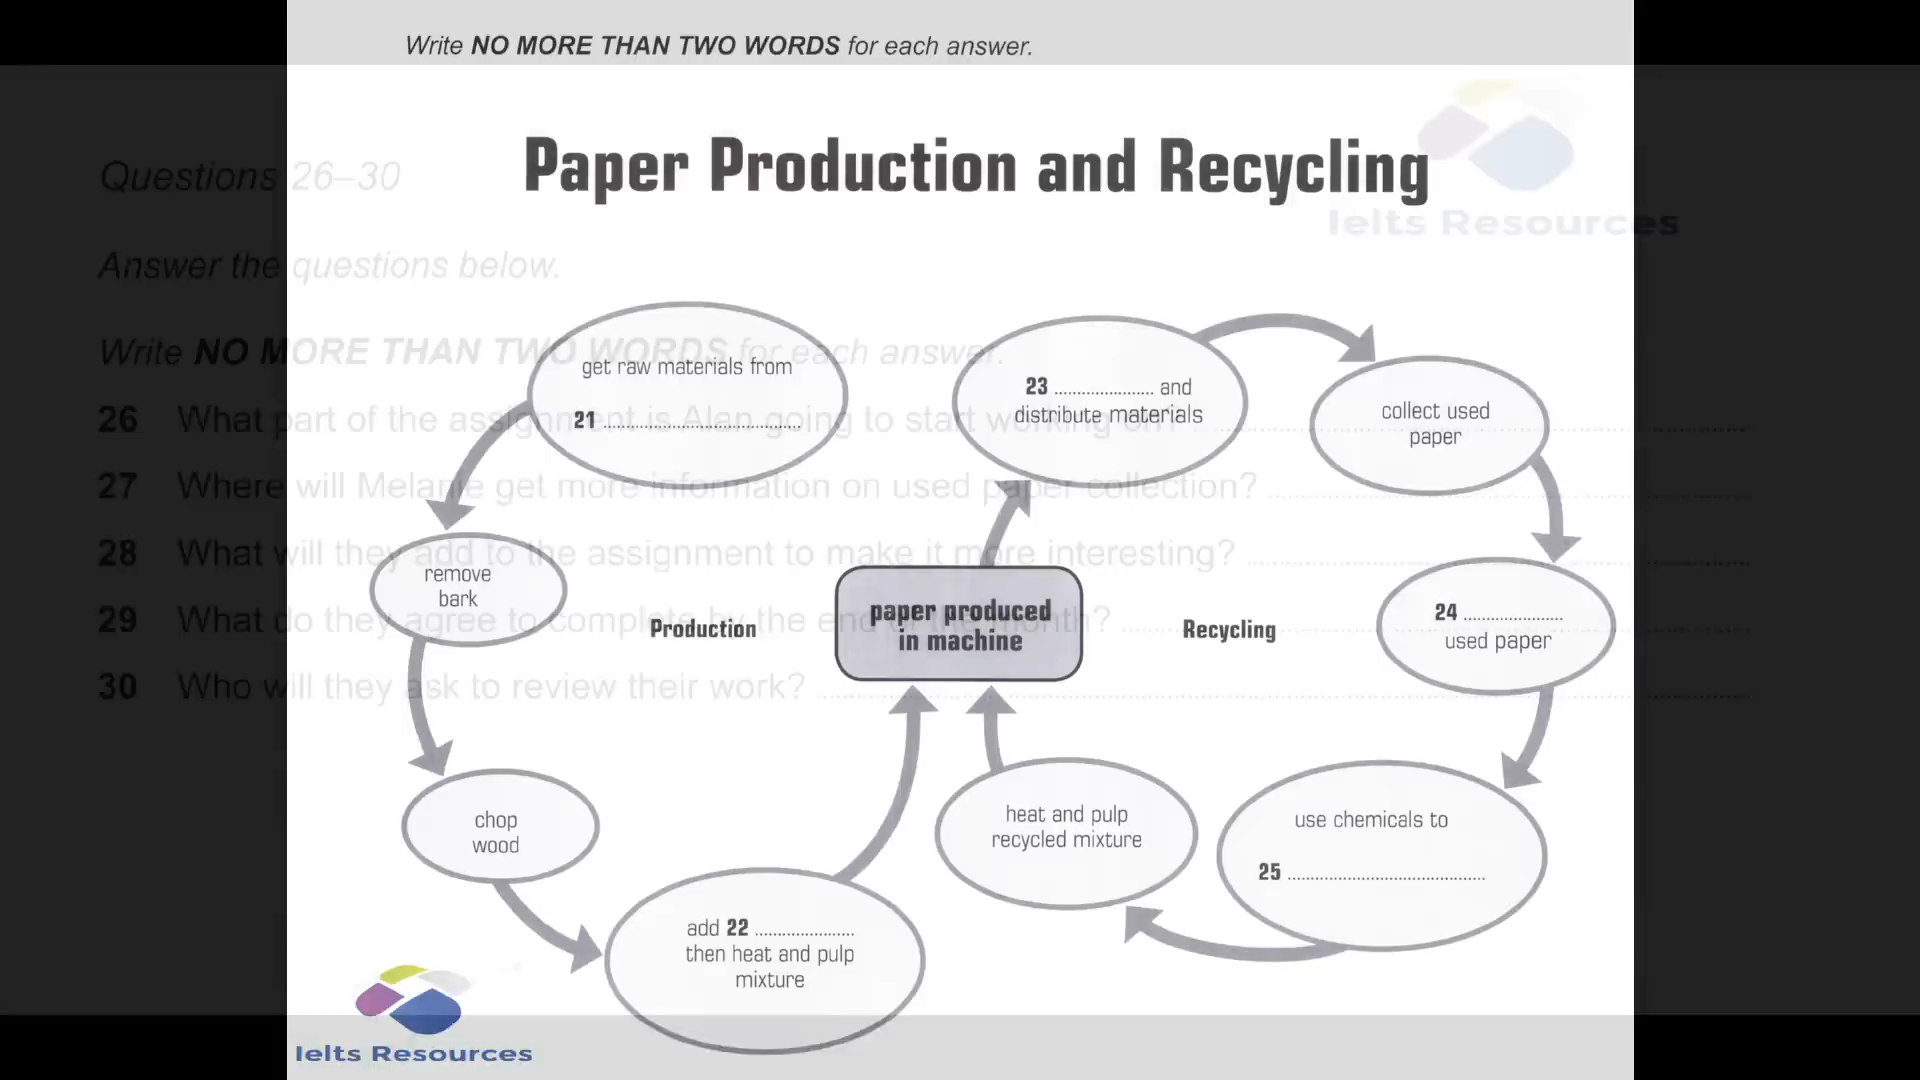 Write NO MORE THAN TWO WORDS for each answer.
Paper Production and Recycling
Ielts Resources
Questions 26–30
Answer the questions below.
Write NO MORE THAN TWO WORDS for each answer.
26 What part of the assignment is Alan going to start working on? ....................
27 Where will Melanie get more information on used paper collection? ....................
28 What will they add to the assignment to make it more interesting? ....................
29 What do they agree to complete by the end of the month? ....................
30 Who will they ask to review their work? ....................
get raw materials from
21 ....................
remove
bark
chop
wood
add 22 ....................
then heat and pulp
mixture
Production
paper produced
in machine
Recycling
23 .................... and
distribute materials
collect used
paper
24 ....................
used paper
use chemicals to
25 ....................
heat and pulp
recycled mixture
Ielts Resources